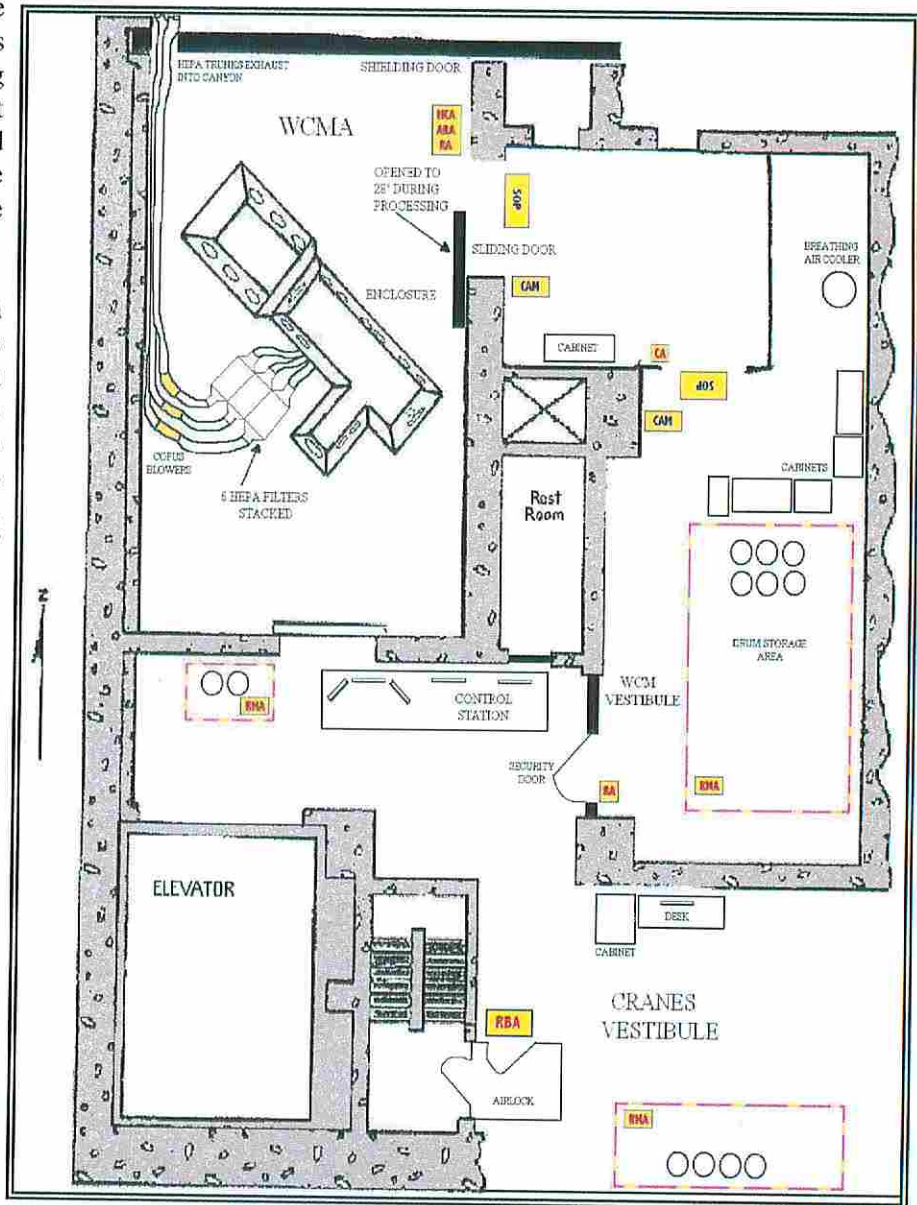 HEPA TRUNKS EXHAUST
INTO CANYON
SHIELDING DOOR
WCMA
HCA
ARA
RA
OPENED TO
28" DURING
PROCESSING
SOP
SLIDING DOOR
BREATHING
AIR COOLER
CAM
ENCLOSURE
CABINET
CA
SOP
CAM
COPUS
BLOWERS
6 HEPA FILTERS
STACKED
CABINETS
Rest
Room
N
DRUM STORAGE
AREA
WCM
VESTIBULE
RMA
CONTROL
STATION
SECURITY
DOOR
RA
RMA
ELEVATOR
CABINET
DESK
CRANES
VESTIBULE
RBA
AIRLOCK
RMA